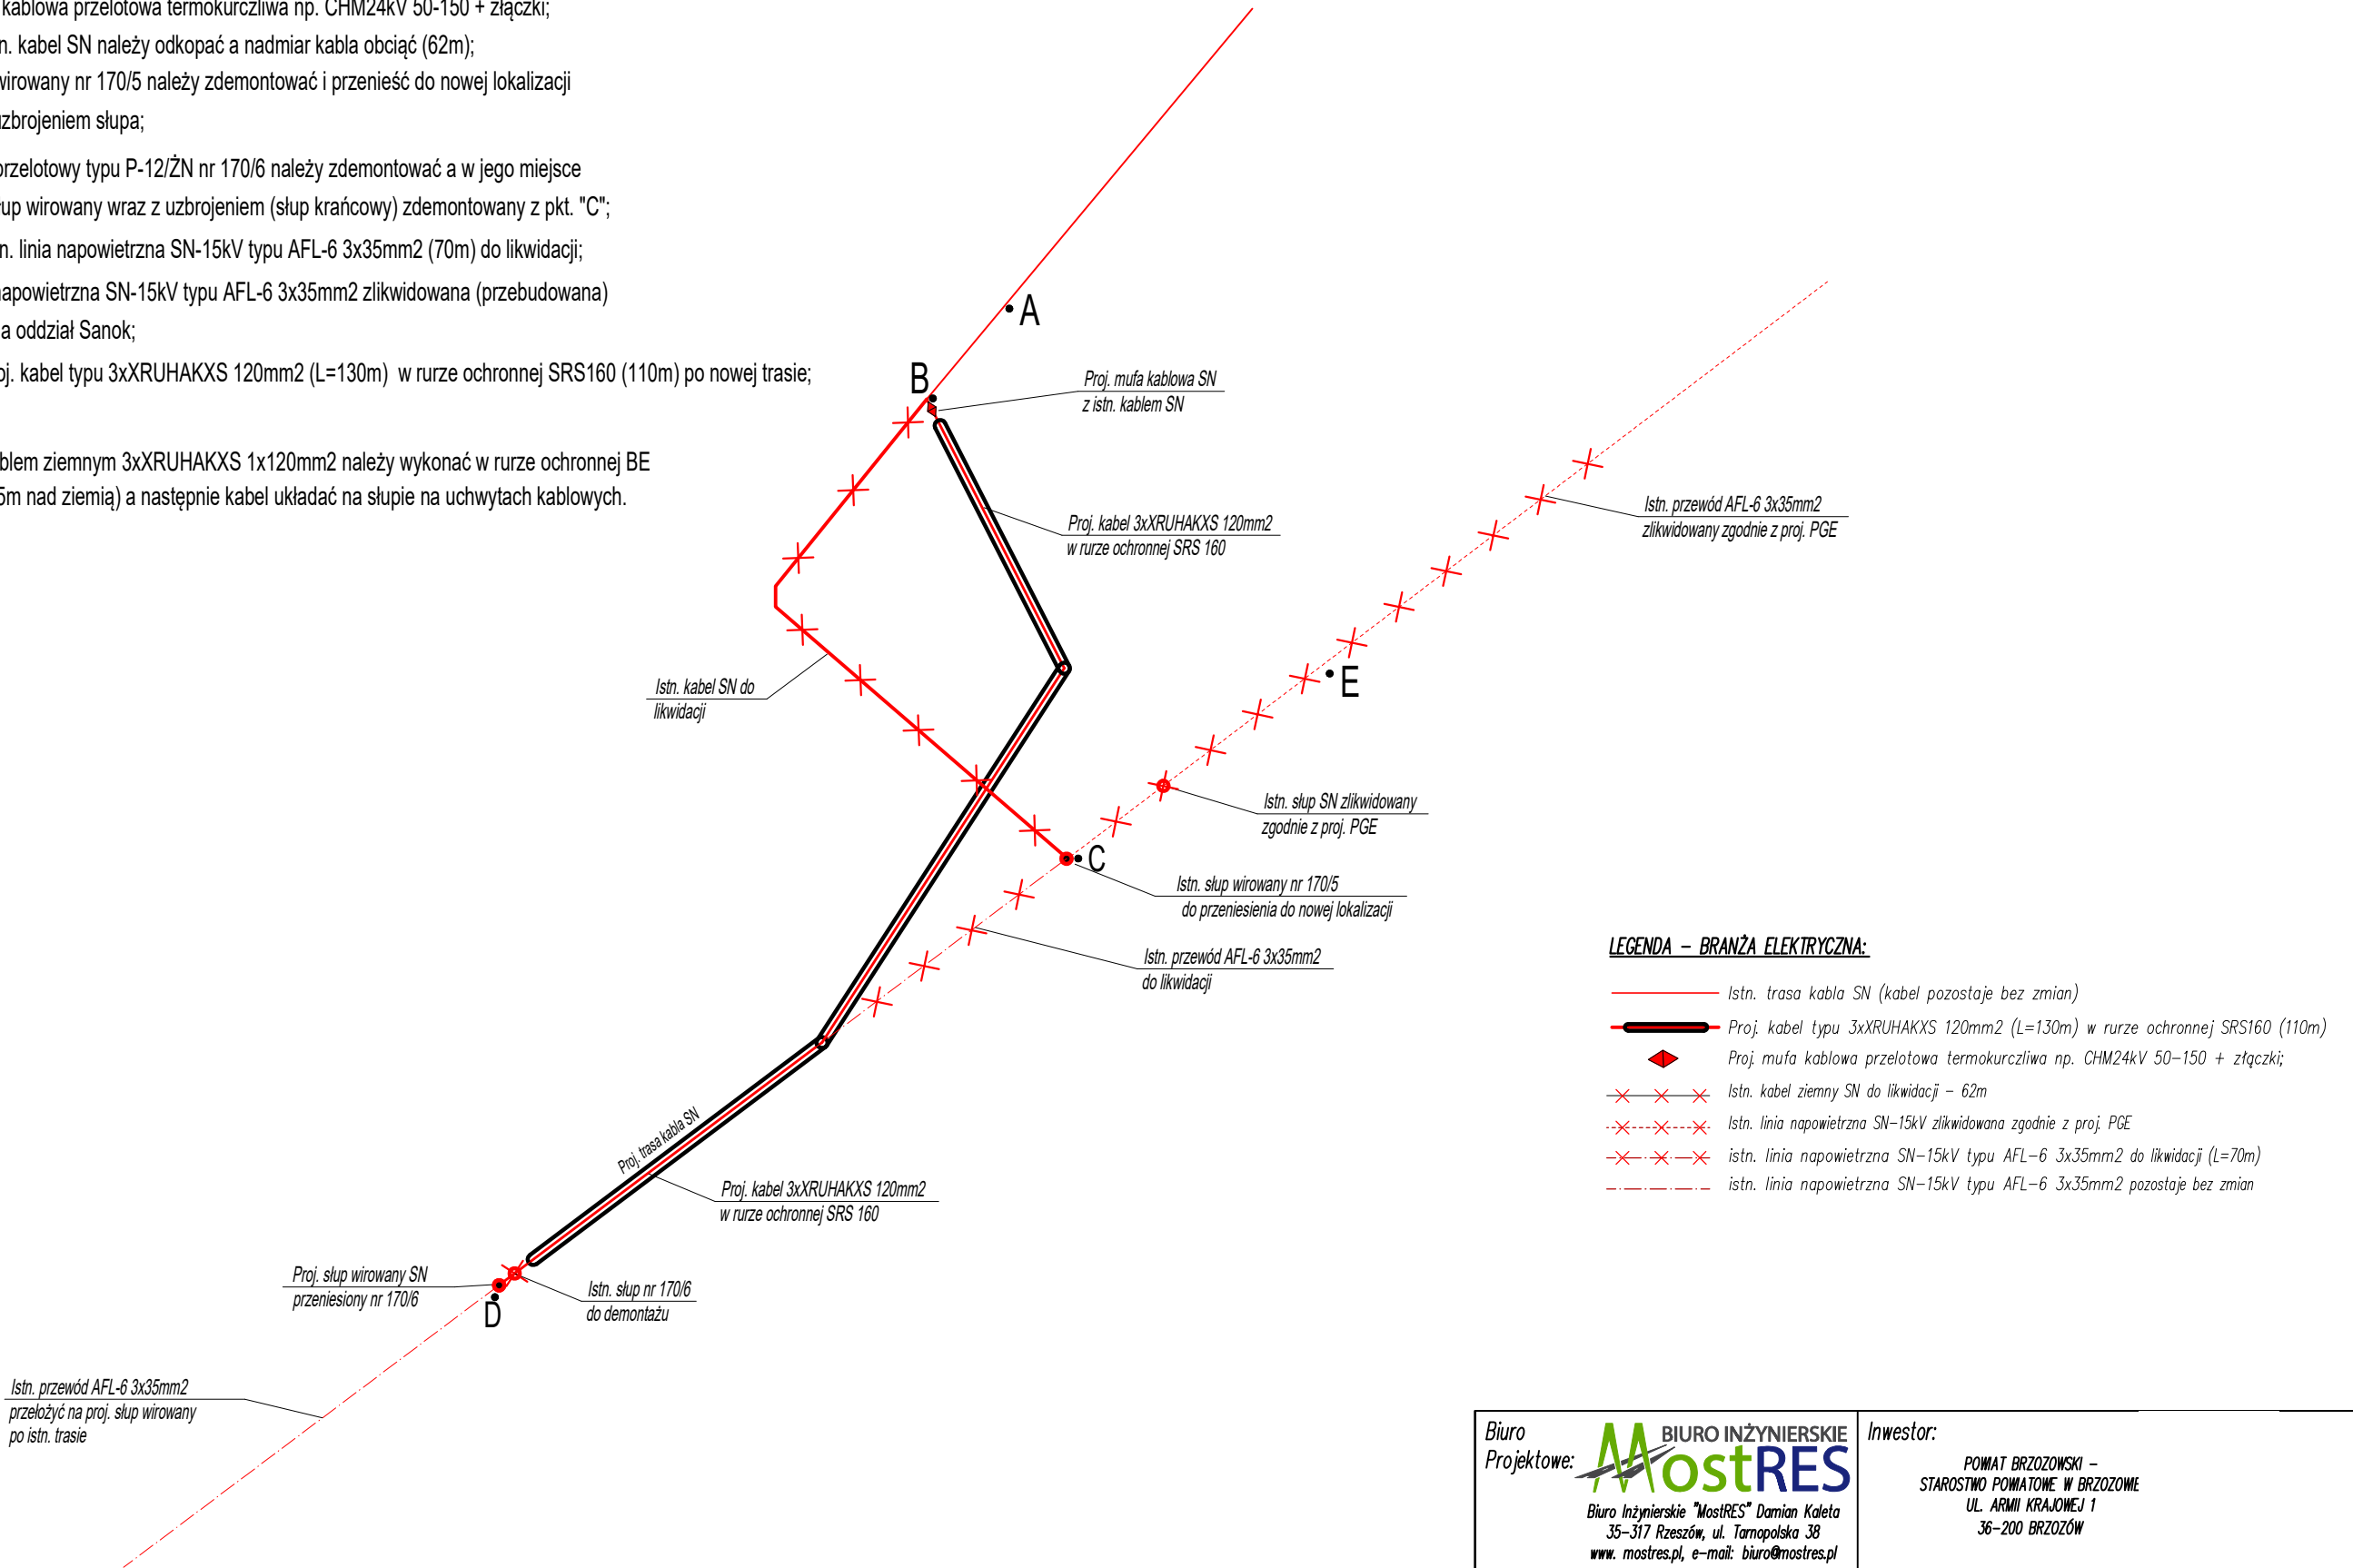 kablowa przelotowa termokurczliwa np. CHM24kV 50-150 + złączki;
n. kabel SN należy odkopać a nadmiar kabla obciąć (62m);
wirowany nr 170/5 należy zdemontować i przenieść do nowej lokalizacji
uzbrojeniem słupa;
przelotowy typu P-12/ŻN nr 170/6 należy zdemontować a w jego miejsce
łup wirowany wraz z uzbrojeniem (słup krańcowy) zdemontowany z pkt. "C";
n. linia napowietrzna SN-15kV typu AFL-6 3x35mm2 (70m) do likwidacji;
napowietrzna SN-15kV typu AFL-6 3x35mm2 zlikwidowana (przebudowana)
a oddział Sanok;
oj. kabel typu 3xXRUHAKXS 120mm2 (L=130m) w rurze ochronnej SRS160 (110m) po nowej trasie;
blem ziemnym 3xXRUHAKXS 1x120mm2 należy wykonać w rurze ochronnej BE
5m nad ziemią) a następnie kabel układać na słupie na uchwytach kablowych.
A
B
Proj. mufa kablowa SN
z istn. kablem SN
Proj. kabel 3xXRUHAKXS 120mm2
w rurze ochronnej SRS 160
Istn. przewód AFL-6 3x35mm2
zlikwidowany zgodnie z proj. PGE
E
Istn. kabel SN do
likwidacji
Istn. słup SN zlikwidowany
zgodnie z proj. PGE
C
Istn. słup wirowany nr 170/5
do przeniesienia do nowej lokalizacji
Istn. przewód AFL-6 3x35mm2
do likwidacji
Proj. trasa kabla SN
Proj. kabel 3xXRUHAKXS 120mm2
w rurze ochronnej SRS 160
Proj. słup wirowany SN
przeniesiony nr 170/6
D
Istn. słup nr 170/6
do demontażu
Istn. przewód AFL-6 3x35mm2
przełożyć na proj. słup wirowany
po istn. trasie
LEGENDA - BRANŻA ELEKTRYCZNA:
Istn. trasa kabla SN (kabel pozostaje bez zmian)
Proj. kabel typu 3xXRUHAKXS 120mm2 (L=130m) w rurze ochronnej SRS160 (110m)
Proj. mufa kablowa przelotowa termokurczliwa np. CHM24kV 50-150 + złączki;
Istn. kabel ziemny SN do likwidacji - 62m
Istn. linia napowietrzna SN-15kV zlikwidowana zgodnie z proj. PGE
istn. linia napowietrzna SN-15kV typu AFL-6 3x35mm2 do likwidacji (L=70m)
istn. linia napowietrzna SN-15kV typu AFL-6 3x35mm2 pozostaje bez zmian
Biuro
Projektowe:
BIURO INŻYNIERSKIE
MostRES
Biuro Inżynierskie "MostRES" Damian Kaleta
35-317 Rzeszów, ul. Tarnopolska 38
www. mostres.pl, e-mail: biuro@mostres.pl
Inwestor:
POWIAT BRZOZOWSKI -
STAROSTWO POWIATOWE W BRZOZOWIE
UL. ARMII KRAJOWEJ 1
36-200 BRZOZÓW